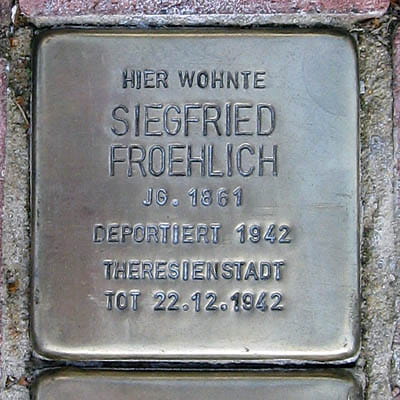 HIER WOHNTE
SIEGFRIED
FROEHLICH
JG. 1861
DEPORTIERT 1942
THERESIENSTADT
TOT 22.12.1942